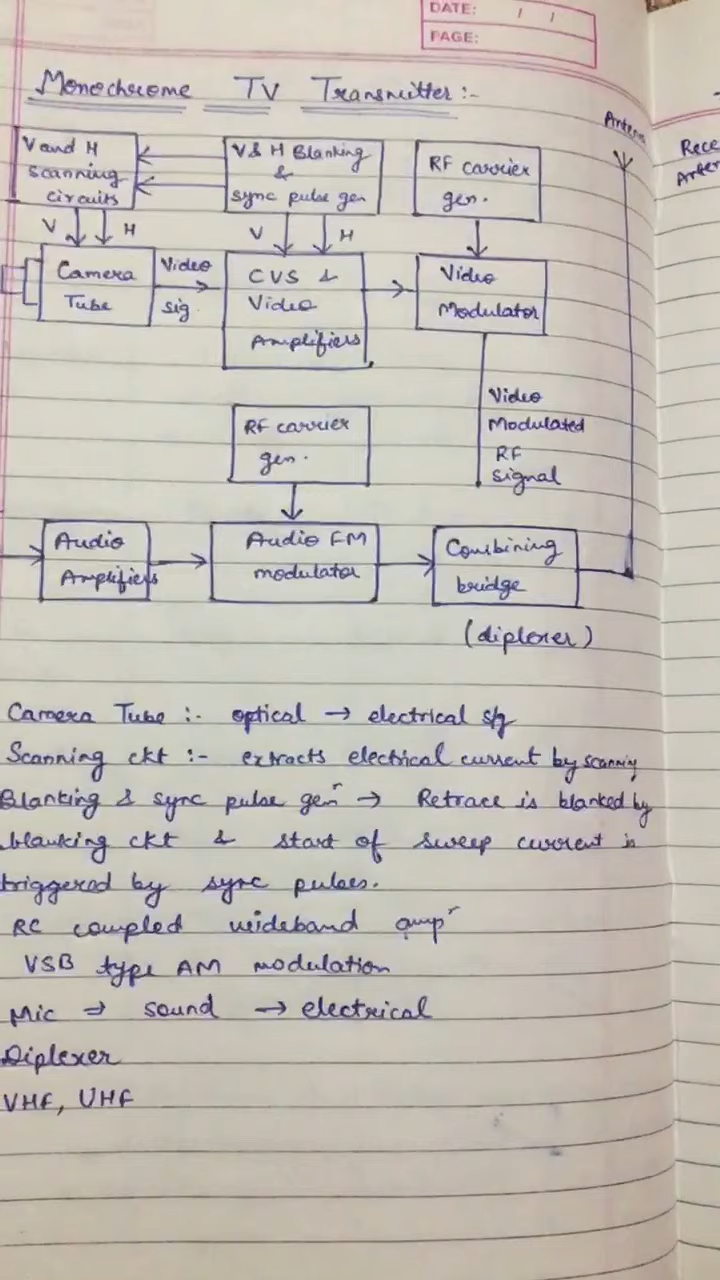 DATE: / /
PAGE:
Monochrome TV Transmitter :-
Antenna
V and H
scanning
circuits
V & H Blanking
&
sync pulse gen
RF carrier
gen.
V H
V H
Camera
Tube
Video
sig.
CVS &
Video
Amplifiers
Video
Modulator
Video
Modulated
RF
signal
RF carrier
gen.
Audio
Amplifiers
Audio FM
modulator
Combining
bridge
(diplexer)
Camera Tube :- optical → electrical sig
Scanning ckt :- extracts electrical current by scanning
Blanking & sync pulse genr → Retrace is blanked by
blanking ckt & start of sweep current is
triggered by sync pulses.
RC coupled wideband ampr
VSB type AM modulation
Mic ⇒ sound → electrical
Diplexer
VHF, UHF
Rece
Anten